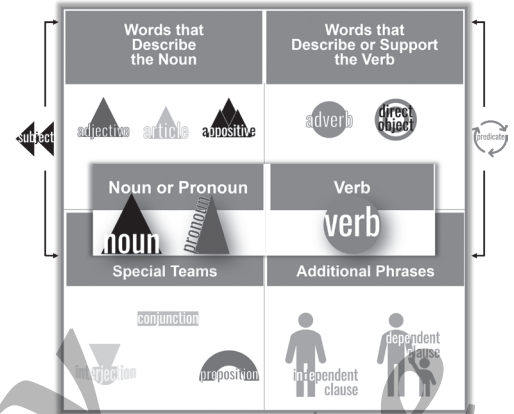 Words that
Describe
the Noun
Words that
Describe or Support
the Verb
subject
adjective
article
appositive
adverb
direct
object
predicate
Noun or Pronoun
Verb
noun
pronoun
verb
Special Teams
Additional Phrases
conjunction
interjection
preposition
independent
clause
dependent
clause